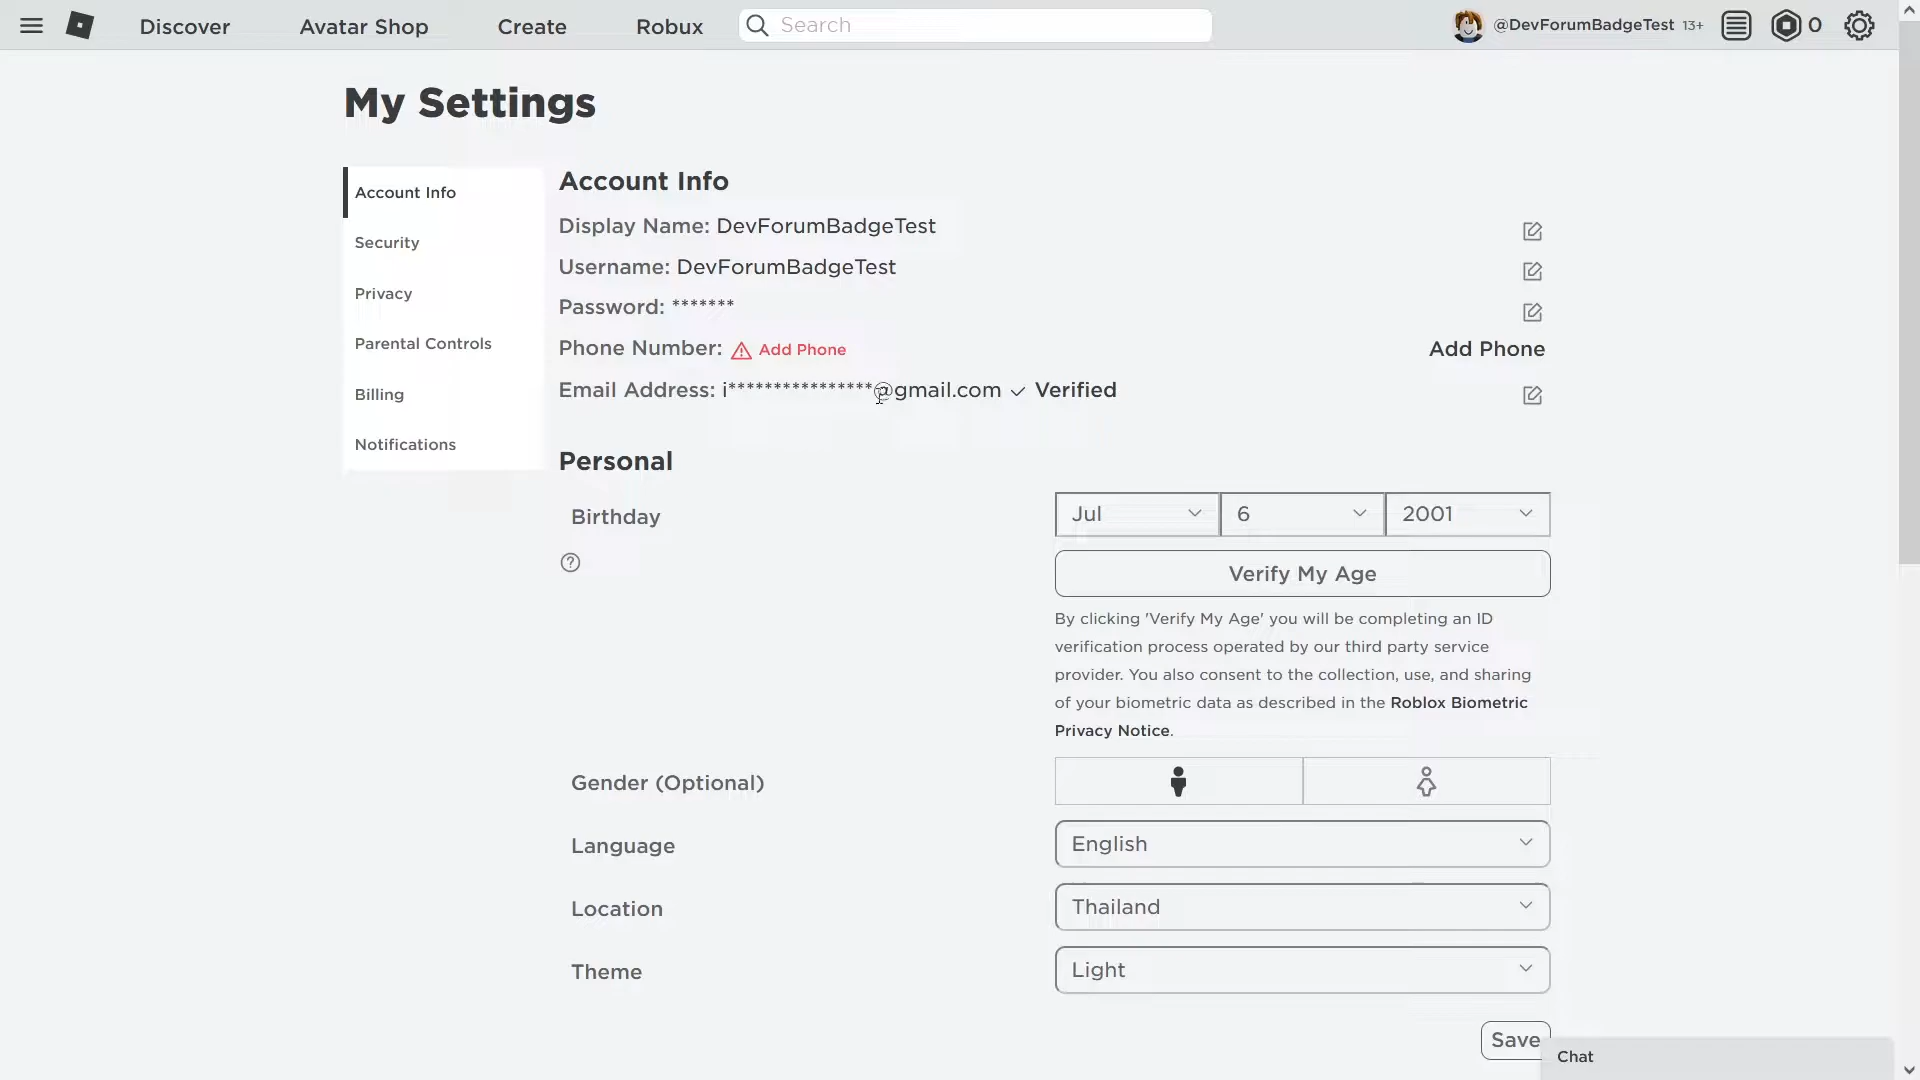 Discover
Avatar Shop
Create
Robux
Search
@DevForumBadgeTest 13+
0
My Settings
Account Info
Security
Privacy
Parental Controls
Billing
Notifications
Account Info
Display Name: DevForumBadgeTest
Username: DevForumBadgeTest
Password: *******
Phone Number: Add Phone
Add Phone
Email Address: i****************@gmail.com Verified
Personal
Birthday
Jul
6
2001
Verify My Age
By clicking 'Verify My Age' you will be completing an ID
verification process operated by our third party service
provider. You also consent to the collection, use, and sharing
of your biometric data as described in the Roblox Biometric
Privacy Notice.
Gender (Optional)
Language
English
Location
Thailand
Theme
Light
Save
Chat